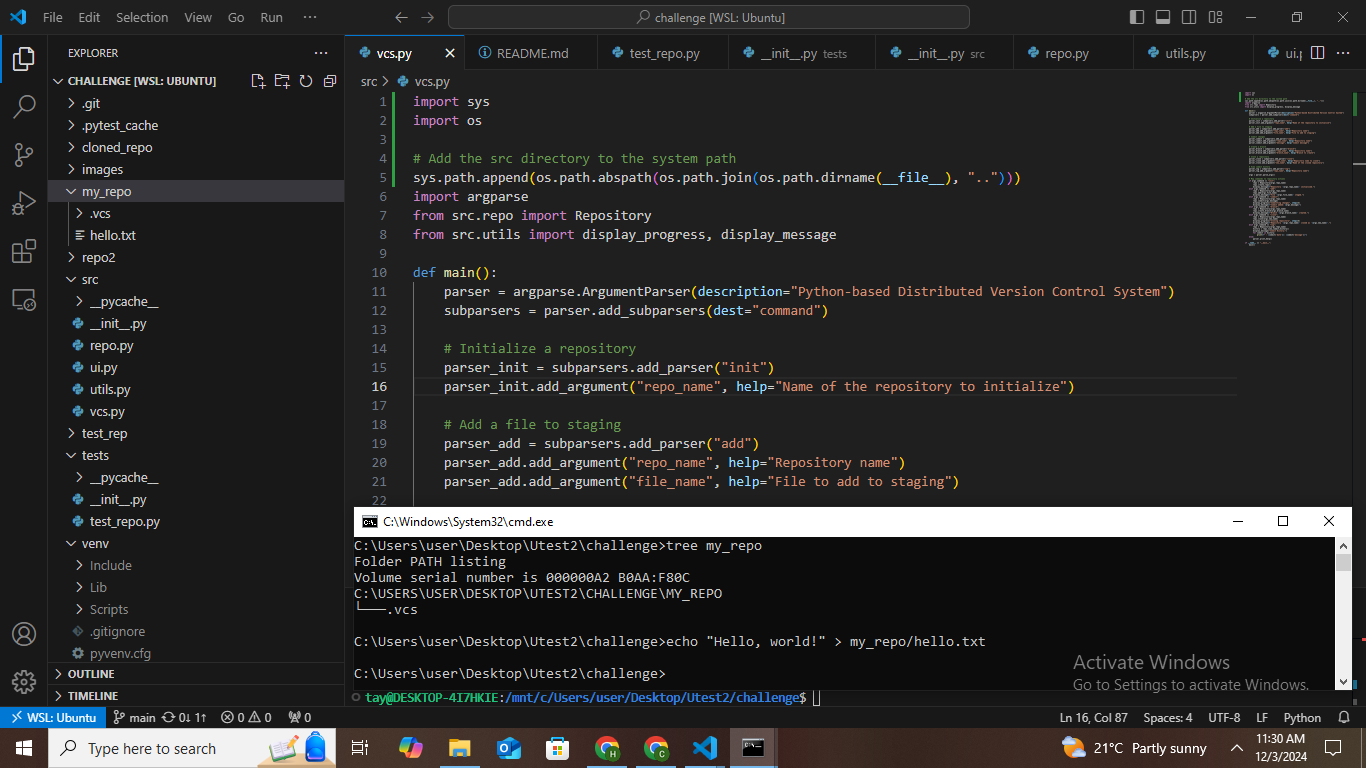 File Edit Selection View Go Run ··· challenge [WSL: Ubuntu]
EXPLORER ···
CHALLENGE [WSL: UBUNTU]
.git
.pytest_cache
cloned_repo
images
my_repo
.vcs
hello.txt
repo2
src
__pycache__
__init__.py
repo.py
ui.py
utils.py
vcs.py
test_rep
tests
__pycache__
__init__.py
test_repo.py
venv
Include
Lib
Scripts
.gitignore
pyvenv.cfg
OUTLINE
TIMELINE
vcs.py README.md test_repo.py __init__.py tests __init__.py src repo.py utils.py ui.p ···
src > vcs.py
1 import sys
2 import os
3
4 # Add the src directory to the system path
5 sys.path.append(os.path.abspath(os.path.join(os.path.dirname(__file__), "..")))
6 import argparse
7 from src.repo import Repository
8 from src.utils import display_progress, display_message
9
10 def main():
11 parser = argparse.ArgumentParser(description="Python-based Distributed Version Control System")
12 subparsers = parser.add_subparsers(dest="command")
13
14 # Initialize a repository
15 parser_init = subparsers.add_parser("init")
16 parser_init.add_argument("repo_name", help="Name of the repository to initialize")
17
18 # Add a file to staging
19 parser_add = subparsers.add_parser("add")
20 parser_add.add_argument("repo_name", help="Repository name")
21 parser_add.add_argument("file_name", help="File to add to staging")
22
C:\Windows\System32\cmd.exe
C:\Users\user\Desktop\Utest2\challenge>tree my_repo
Folder PATH listing
Volume serial number is 000000A2 B0AA:F80C
C:\USERS\USER\DESKTOP\UTEST2\CHALLENGE\MY_REPO
└───.vcs
C:\Users\user\Desktop\Utest2\challenge>echo "Hello, world!" > my_repo/hello.txt
C:\Users\user\Desktop\Utest2\challenge>
Activate Windows
Go to Settings to activate Windows.
tay@DESKTOP-4I7HKIE:/mnt/c/Users/user/Desktop/Utest2/challenge$
WSL: Ubuntu main 0↓ 1↑ 0 0 0 Ln 16, Col 87 Spaces: 4 UTF-8 LF Python
Type here to search 21°C Partly sunny 11:30 AM
12/3/2024